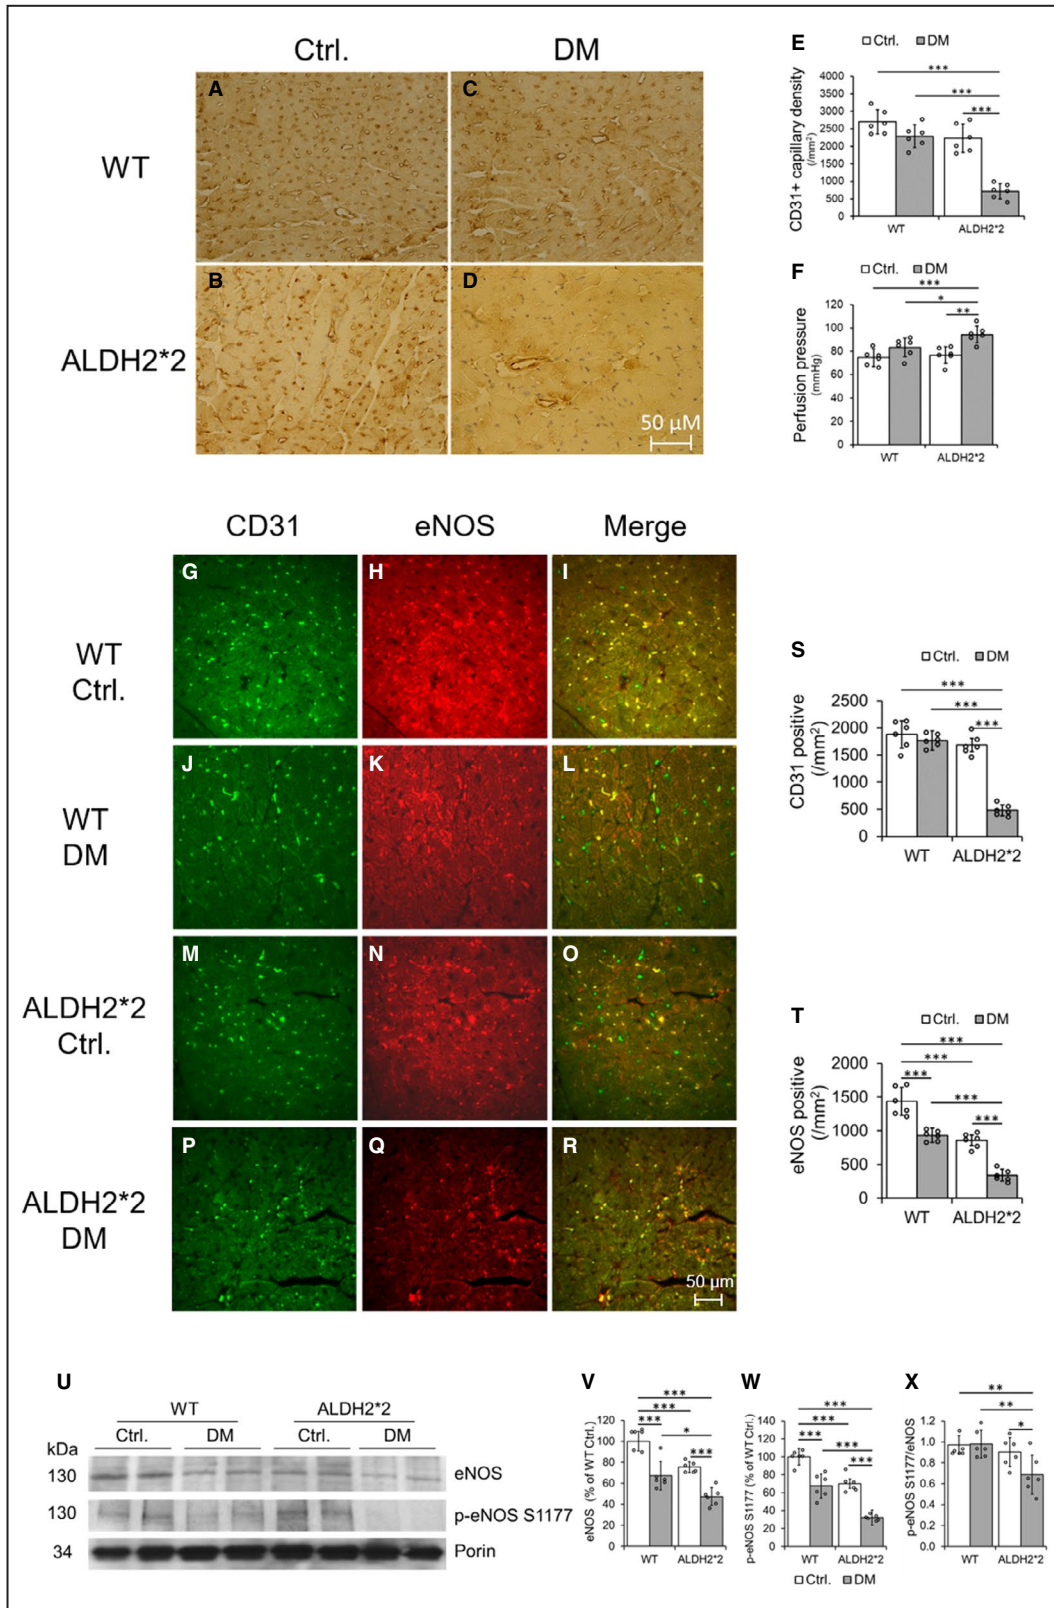 Ctrl. DM
WT
ALDH2*2
A
C
B
D
50 µM
E
Ctrl. DM
CD31+ capillary density
(/mm²)
4000
3500
3000
2500
2000
1500
1000
500
0
***
***
***
WT ALDH2*2
F
Ctrl. DM
Perfusion pressure
(mmHg)
120
100
80
60
40
20
0
***
*
**
WT ALDH2*2
CD31 eNOS Merge
WT
Ctrl.
G H I
WT
DM
J K L
ALDH2*2
Ctrl.
M N O
ALDH2*2
DM
P Q R
50 µm
S
Ctrl. DM
CD31 positive
(/mm²)
2500
2000
1500
1000
500
0
***
***
***
WT ALDH2*2
T
Ctrl. DM
eNOS positive
(/mm²)
2000
1500
1000
500
0
***
***
***
***
***
WT ALDH2*2
U
WT ALDH2*2
kDa Ctrl. DM Ctrl. DM
130 eNOS
130 p-eNOS S1177
34 Porin
V
eNOS (% of WT Ctrl.)
120
100
80
60
40
20
0
***
***
***
*
***
WT ALDH2*2
W
p-eNOS S1177 (% of WT Ctrl.)
140
120
100
80
60
40
20
0
***
***
***
***
***
WT ALDH2*2
Ctrl. DM
X
p-eNOS S1177/eNOS
1.2
1.0
0.8
0.6
0.4
0.2
0.0
**
**
*
WT ALDH2*2